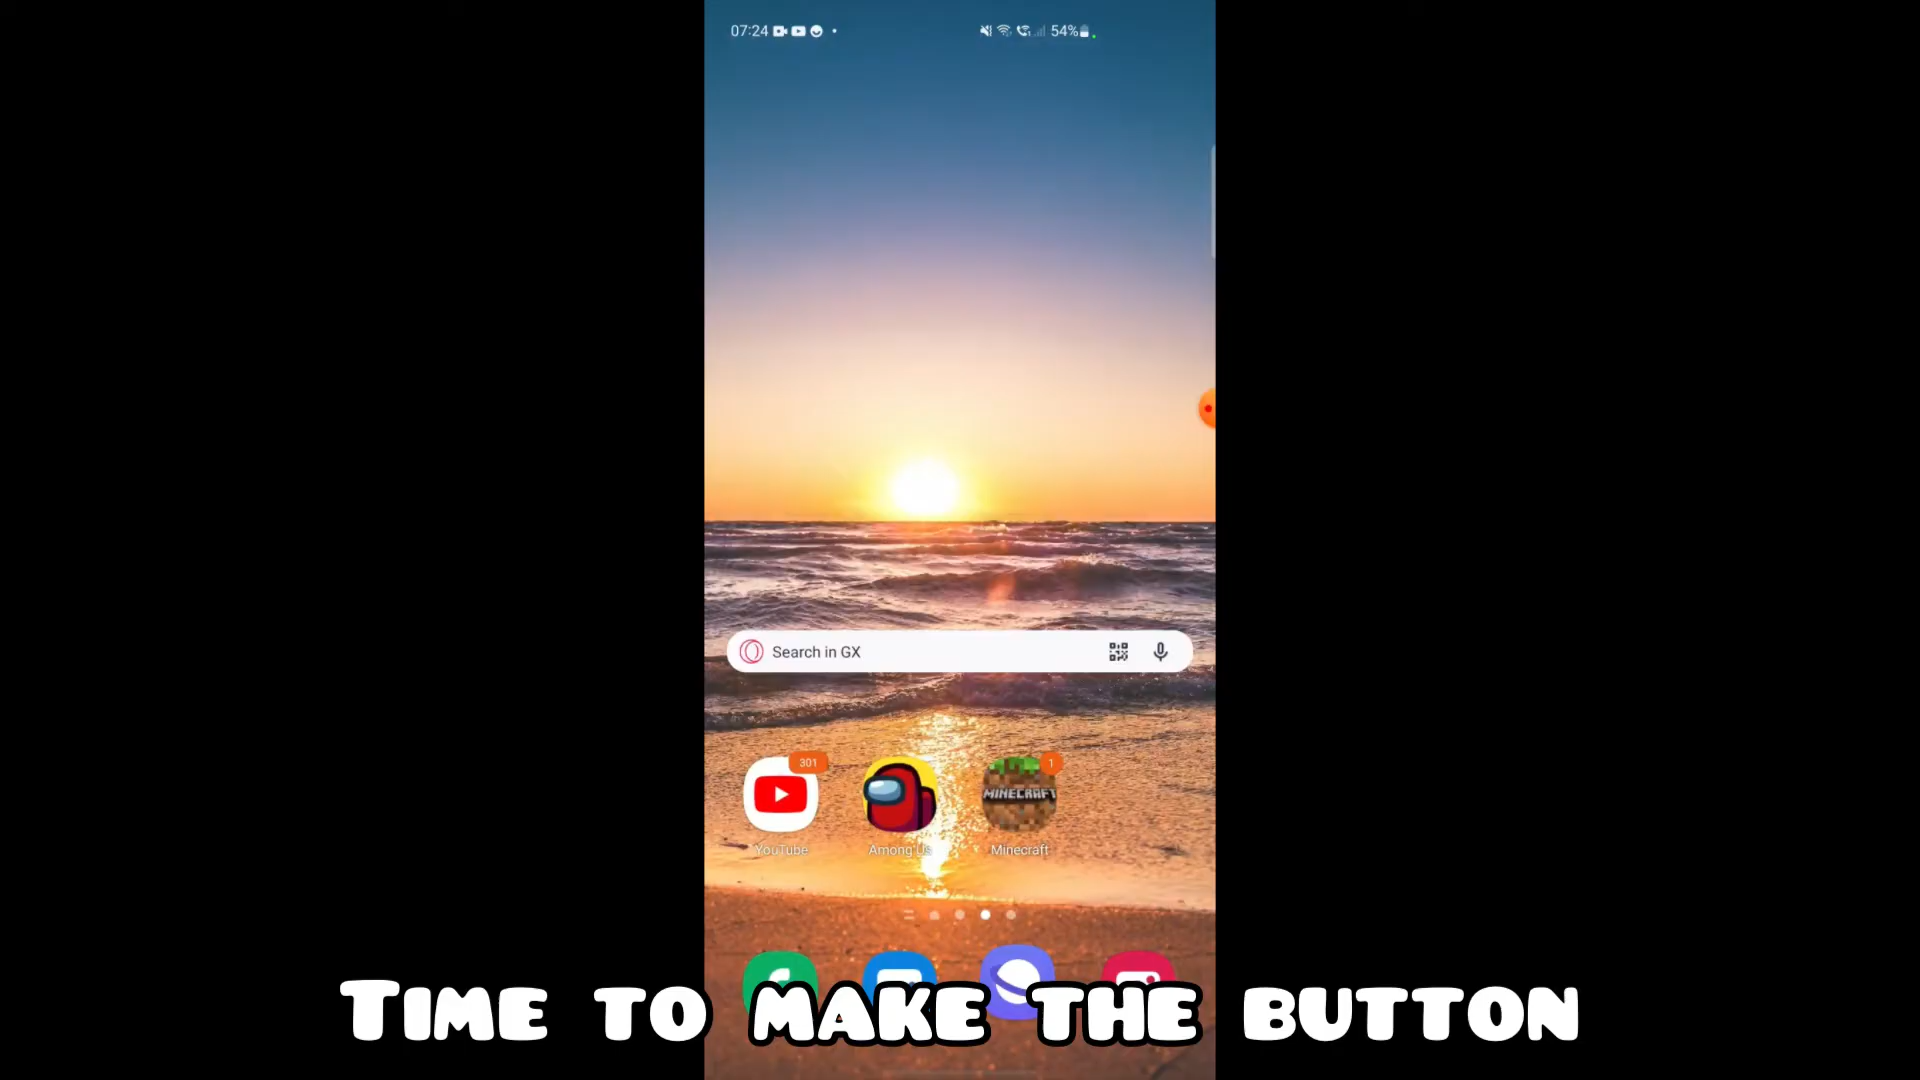 07:24 54%
Search in GX
301 1
MINECRAFT
YouTube Among Us Minecraft
TIME TO MAKE THE BUTTON